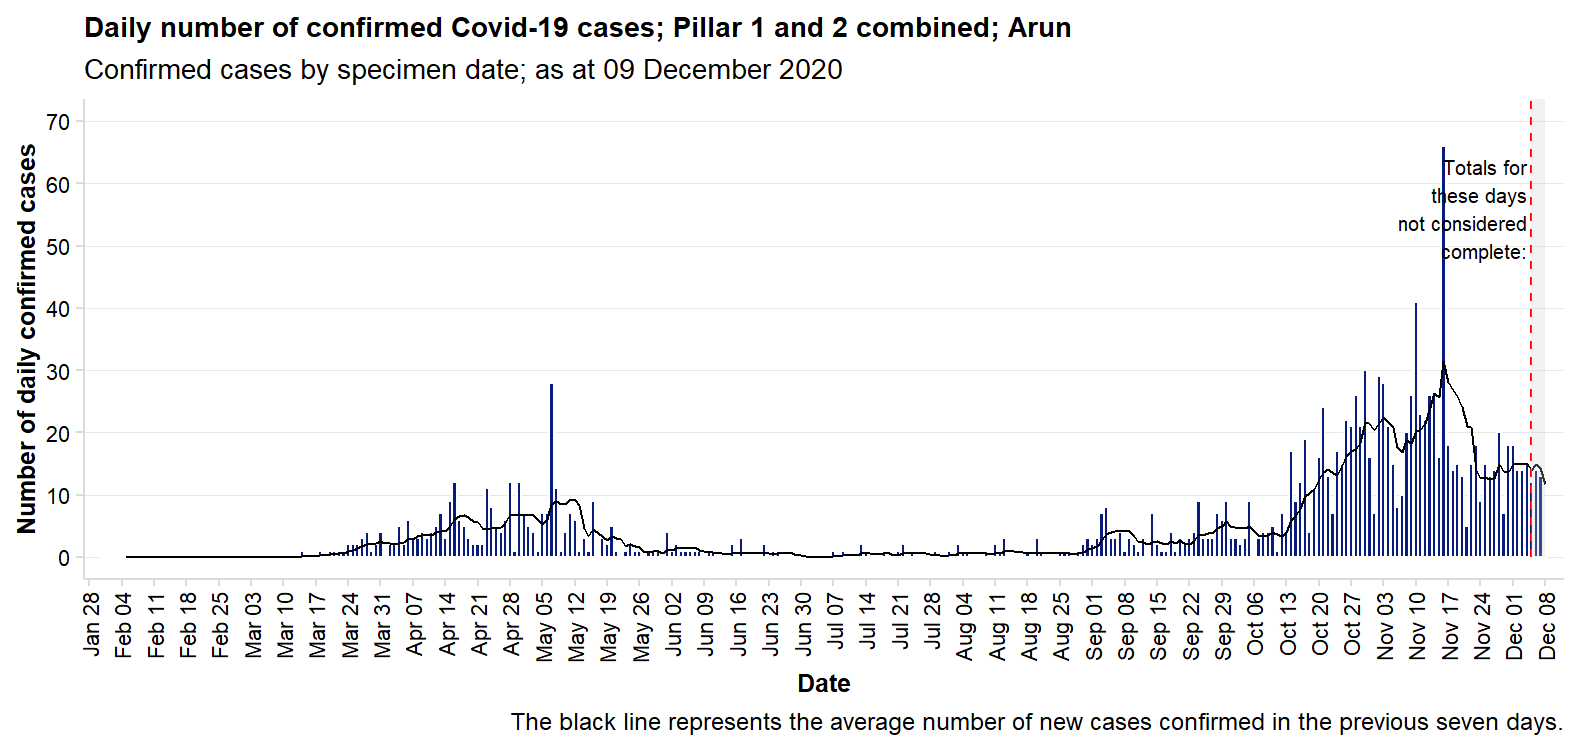 Daily number of confirmed Covid-19 cases; Pillar 1 and 2 combined; Arun
Confirmed cases by specimen date; as at 09 December 2020
Number of daily confirmed cases
70
60
50
40
30
20
10
0
Totals for
these days
not considered
complete:
Jan 28
Feb 04
Feb 11
Feb 18
Feb 25
Mar 03
Mar 10
Mar 17
Mar 24
Mar 31
Apr 07
Apr 14
Apr 21
Apr 28
May 05
May 12
May 19
May 26
Jun 02
Jun 09
Jun 16
Jun 23
Jun 30
Jul 07
Jul 14
Jul 21
Jul 28
Aug 04
Aug 11
Aug 18
Aug 25
Sep 01
Sep 08
Sep 15
Sep 22
Sep 29
Oct 06
Oct 13
Oct 20
Oct 27
Nov 03
Nov 10
Nov 17
Nov 24
Dec 01
Dec 08
Date
The black line represents the average number of new cases confirmed in the previous seven days.